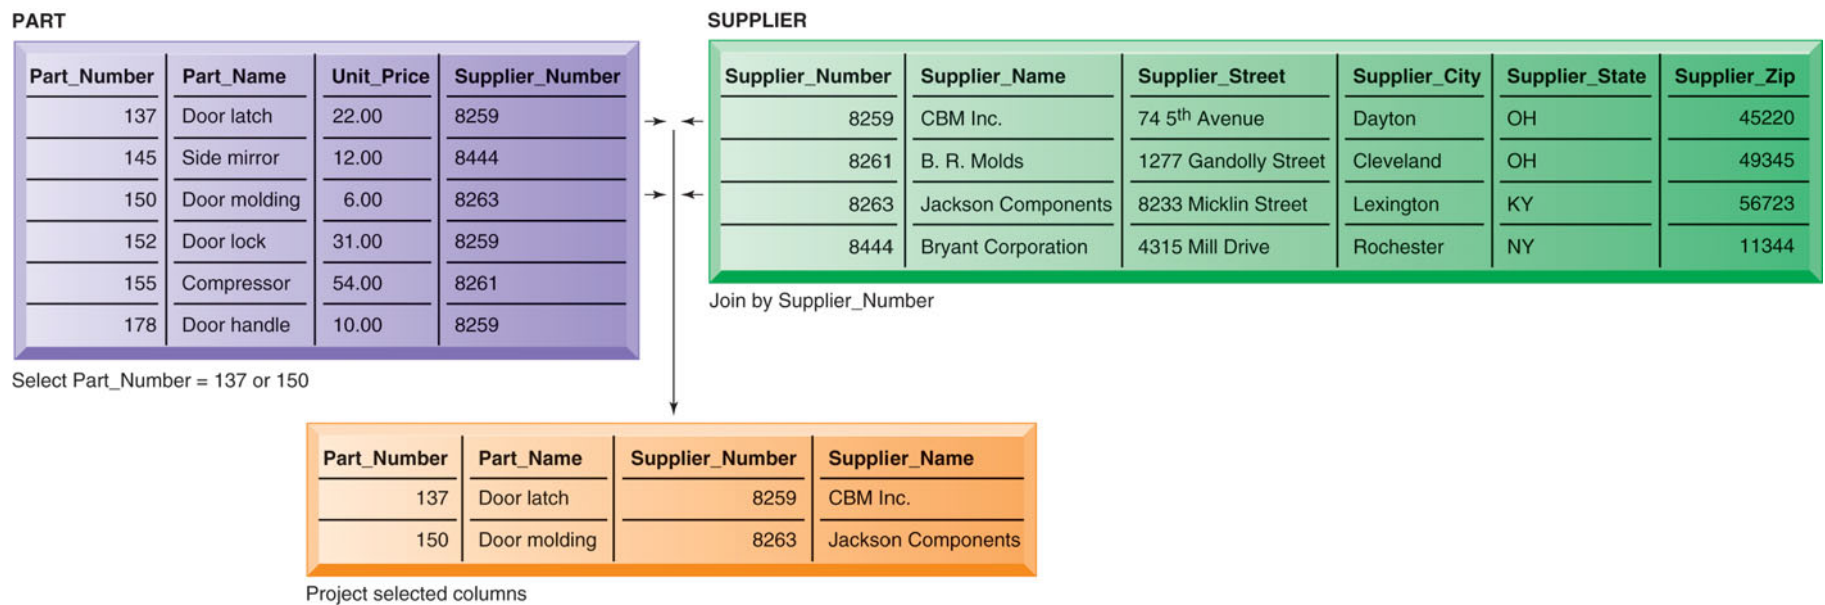 PART
Part_Number Part_Name Unit_Price Supplier_Number
137 Door latch 22.00 8259
145 Side mirror 12.00 8444
150 Door molding 6.00 8263
152 Door lock 31.00 8259
155 Compressor 54.00 8261
178 Door handle 10.00 8259
Select Part_Number = 137 or 150
SUPPLIER
Supplier_Number Supplier_Name Supplier_Street Supplier_City Supplier_State Supplier_Zip
8259 CBM Inc. 74 5th Avenue Dayton OH 45220
8261 B. R. Molds 1277 Gandolly Street Cleveland OH 49345
8263 Jackson Components 8233 Micklin Street Lexington KY 56723
8444 Bryant Corporation 4315 Mill Drive Rochester NY 11344
Join by Supplier_Number
Part_Number Part_Name Supplier_Number Supplier_Name
137 Door latch 8259 CBM Inc.
150 Door molding 8263 Jackson Components
Project selected columns